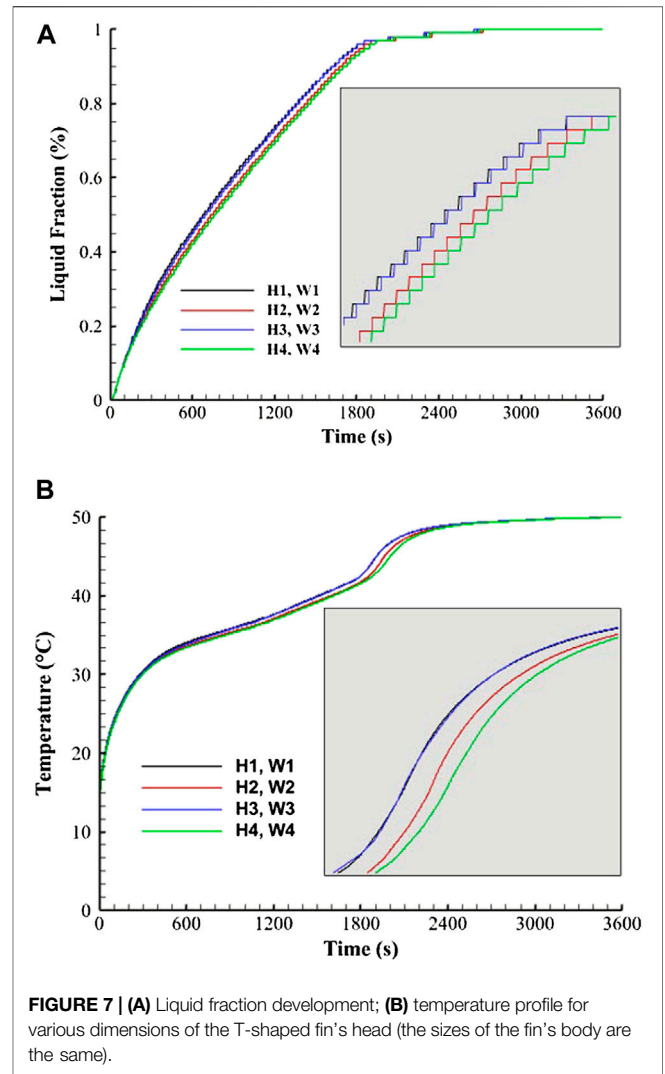 A
1
0.8
0.6
0.4
0.2
0
Liquid Fraction (%)
H1, W1
H2, W2
H3, W3
H4, W4
0 600 1200 1800 2400 3000 3600
Time (s)
B
50
40
30
20
10
0
Temperature (°C)
H1, W1
H2, W2
H3, W3
H4, W4
0 600 1200 1800 2400 3000 3600
Time (s)
FIGURE 7 | (A) Liquid fraction development; (B) temperature profile for
various dimensions of the T-shaped fin’s head (the sizes of the fin’s body are
the same).